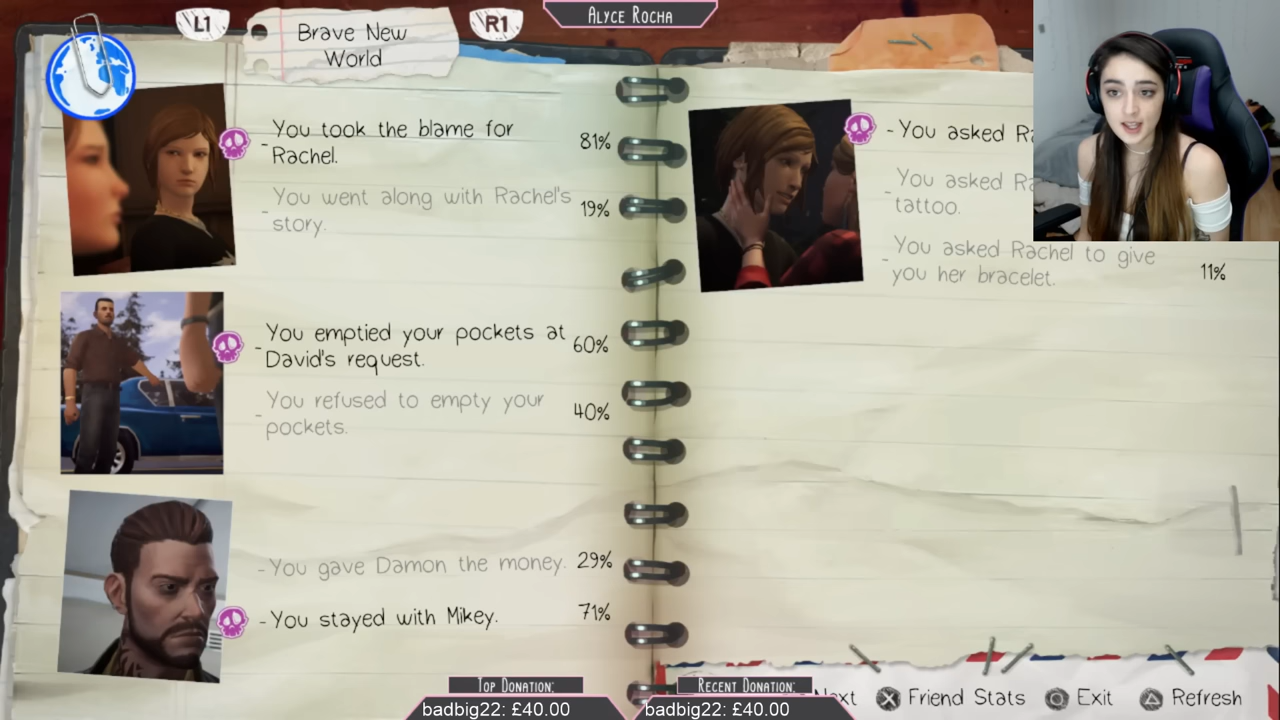 L1
Brave New
World
R1
ALYCE ROCHA
-You took the blame for
Rachel.
81%
-You went along with Rachel's
story.
19%
-You emptied your pockets at
David's request.
60%
-You refused to empty your
pockets.
40%
-You gave Damon the money.
29%
-You stayed with Mikey.
71%
-You asked
-You asked
tattoo.
-You asked Rachel to give
you her bracelet.
11%
TOP DONATION:
badbig22: £40.00
RECENT DONATION:
badbig22: £40.00
Next
Friend Stats
Exit
Refresh